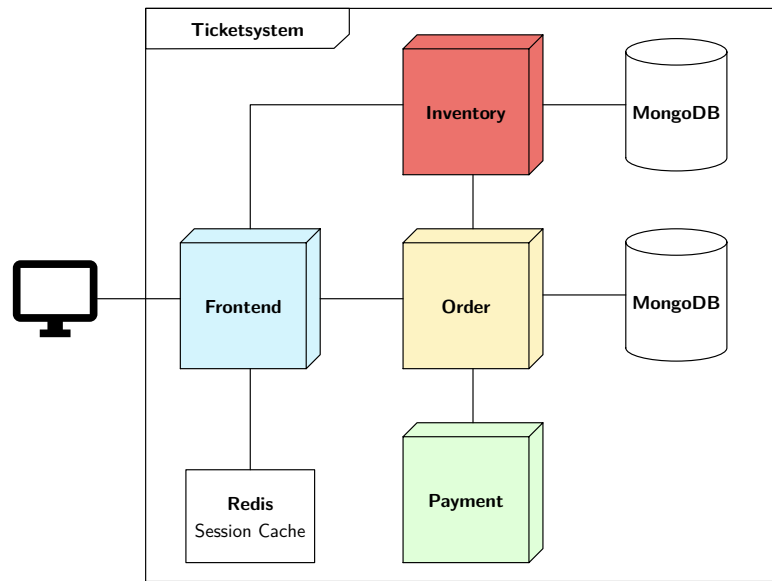 Ticketsystem
Inventory
MongoDB
Frontend
Order
MongoDB
Redis
Session Cache
Payment